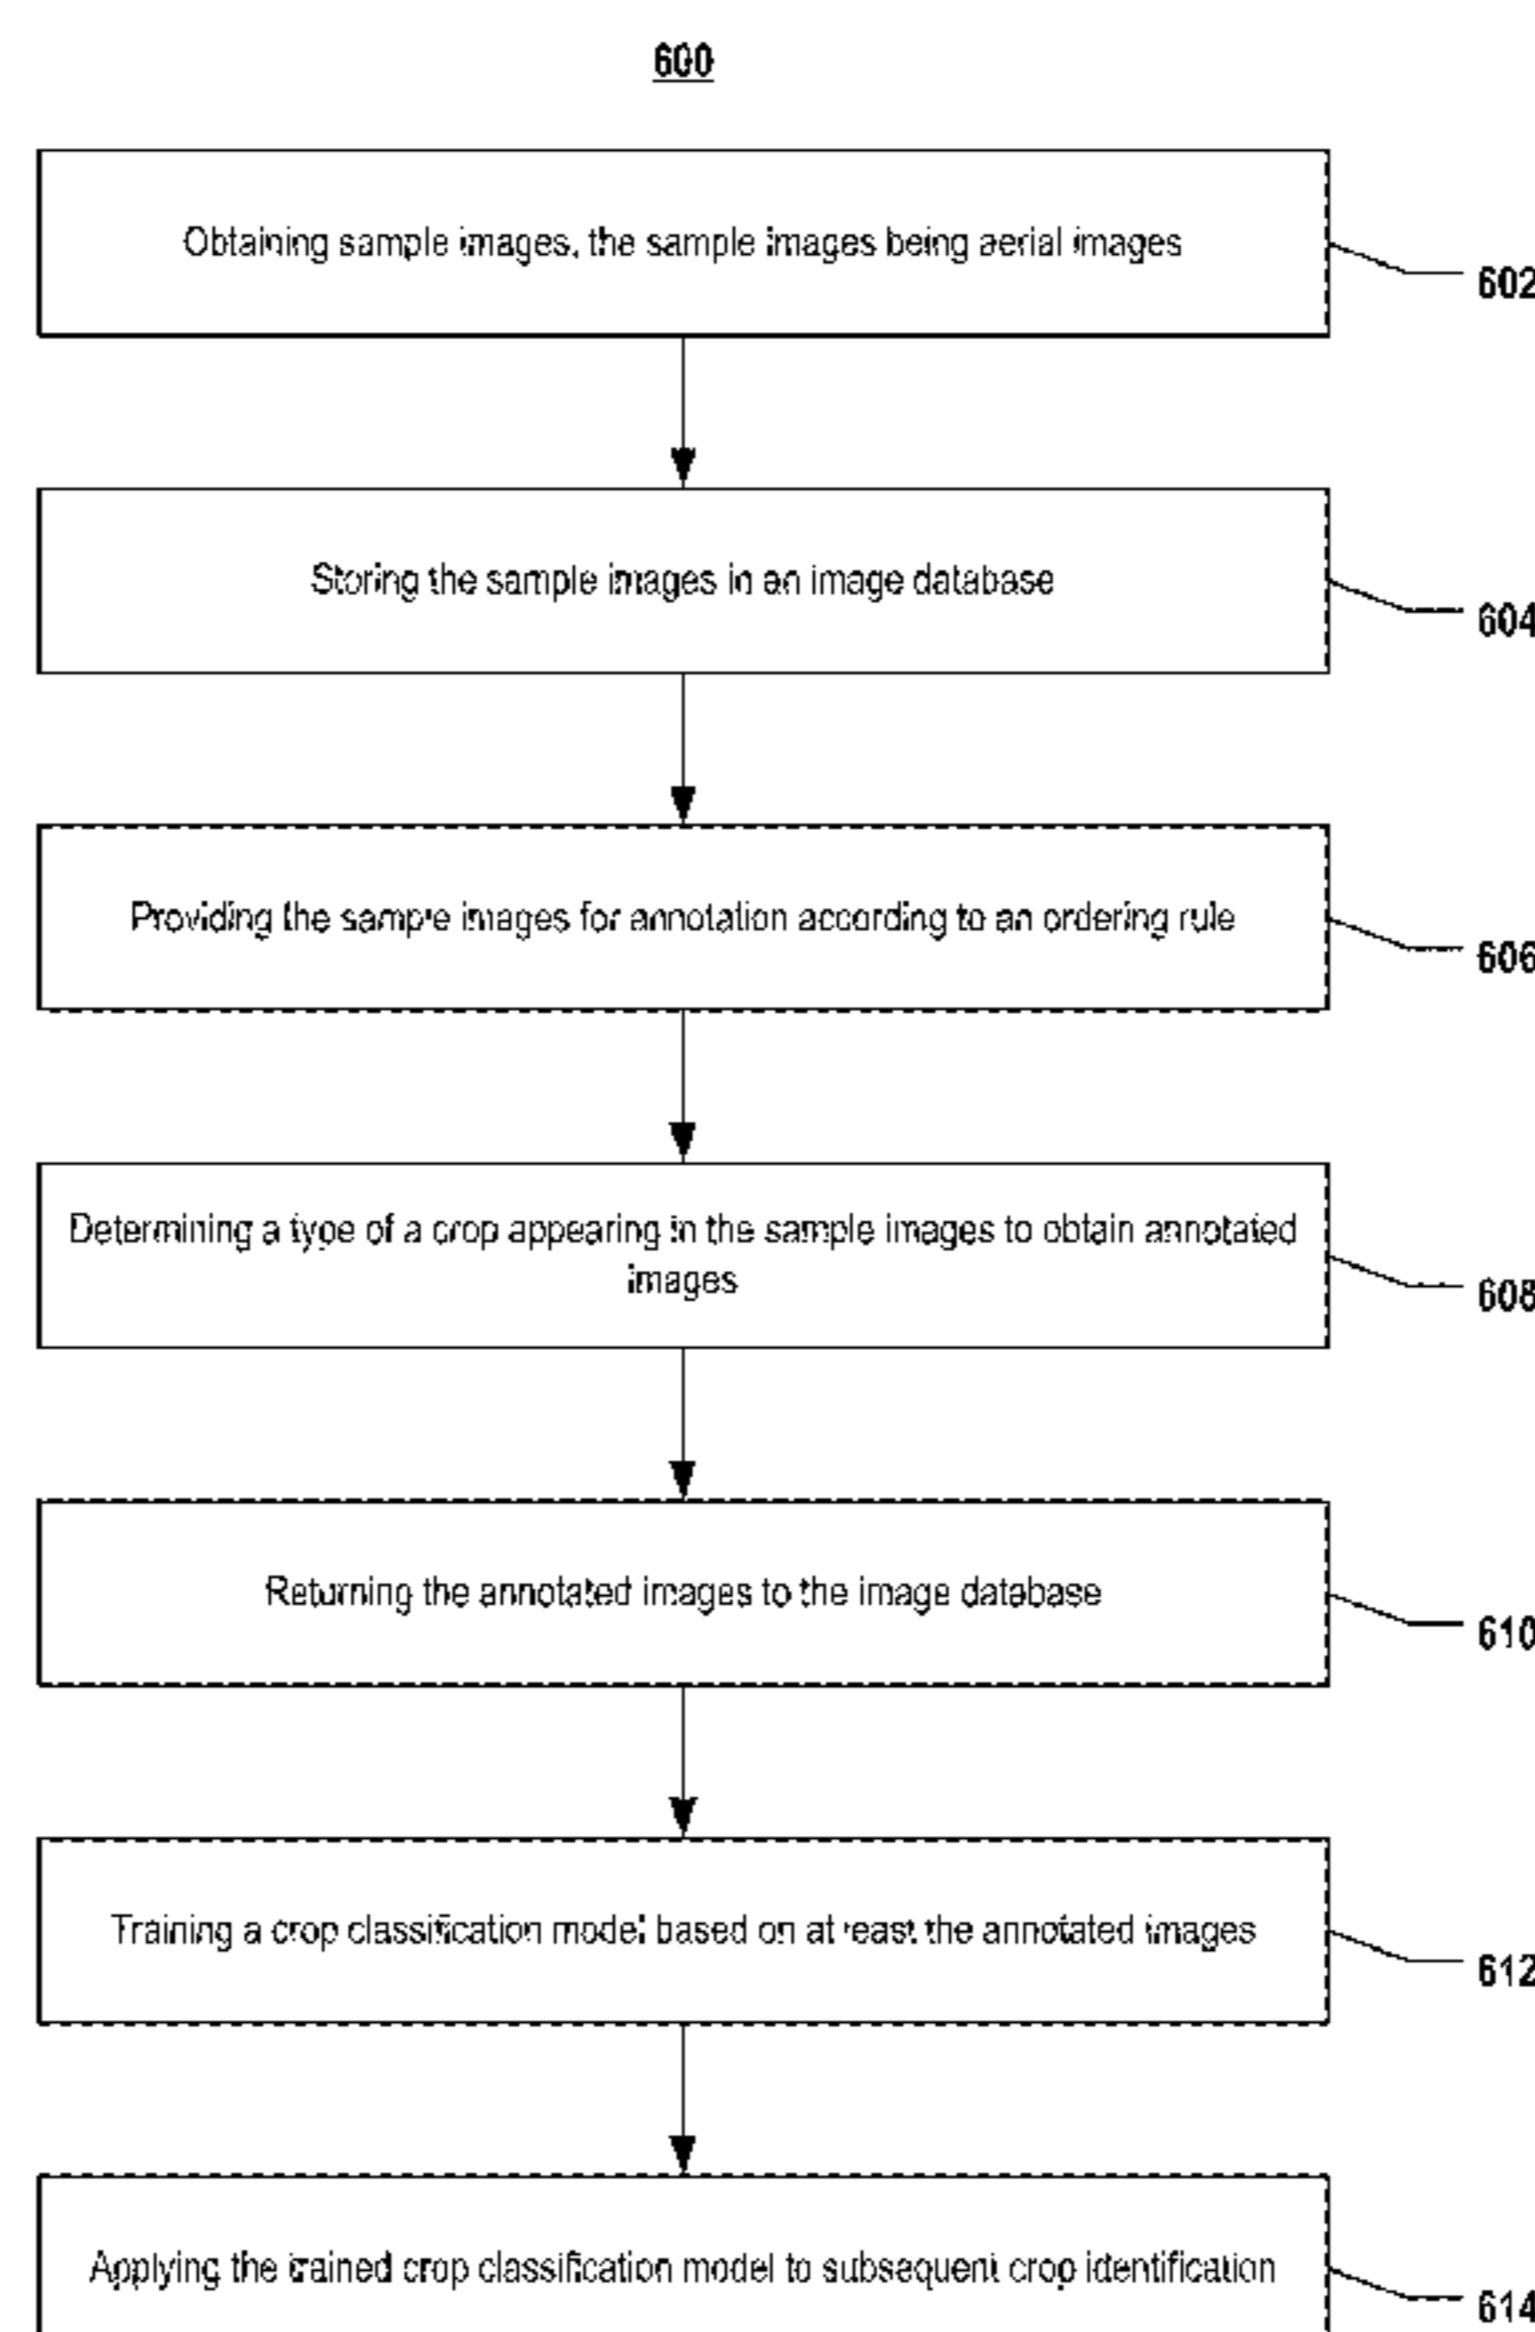 600
Obtaining sample images, the sample images being aerial images
602
Storing the sample images in an image database
604
Providing the sample images for annotation according to an ordering rule
606
Determining a type of a crop appearing in the sample images to obtain annotated
images
608
Returning the annotated images to the image database
610
Training a crop classification model based on at least the annotated images
612
Applying the trained crop classification model to subsequent crop identification
614